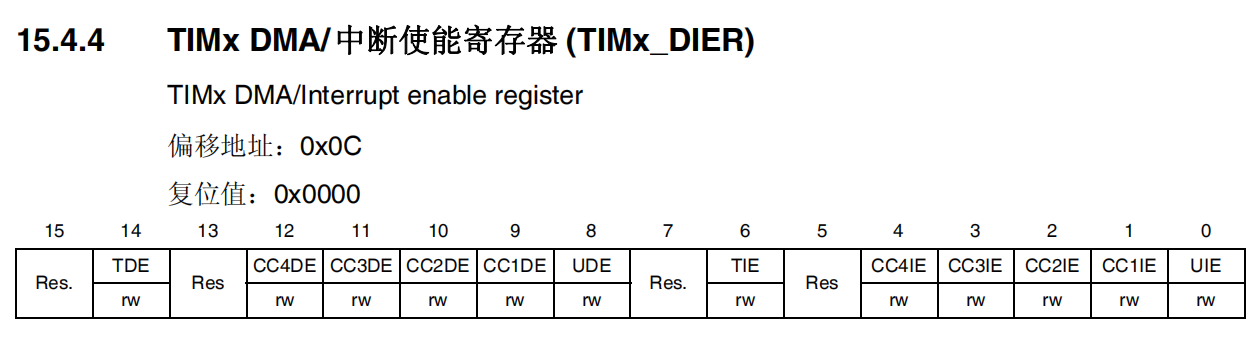 15.4.4 TIMx DMA/中断使能寄存器 (TIMx_DIER)
TIMx DMA/Interrupt enable register
偏移地址：0x0C
复位值：0x0000
15 14 13 12 11 10 9 8 7 6 5 4 3 2 1 0
Res. TDE Res CC4DE CC3DE CC2DE CC1DE UDE Res. TIE Res CC4IE CC3IE CC2IE CC1IE UIE
rw rw rw rw rw rw rw rw rw rw rw rw